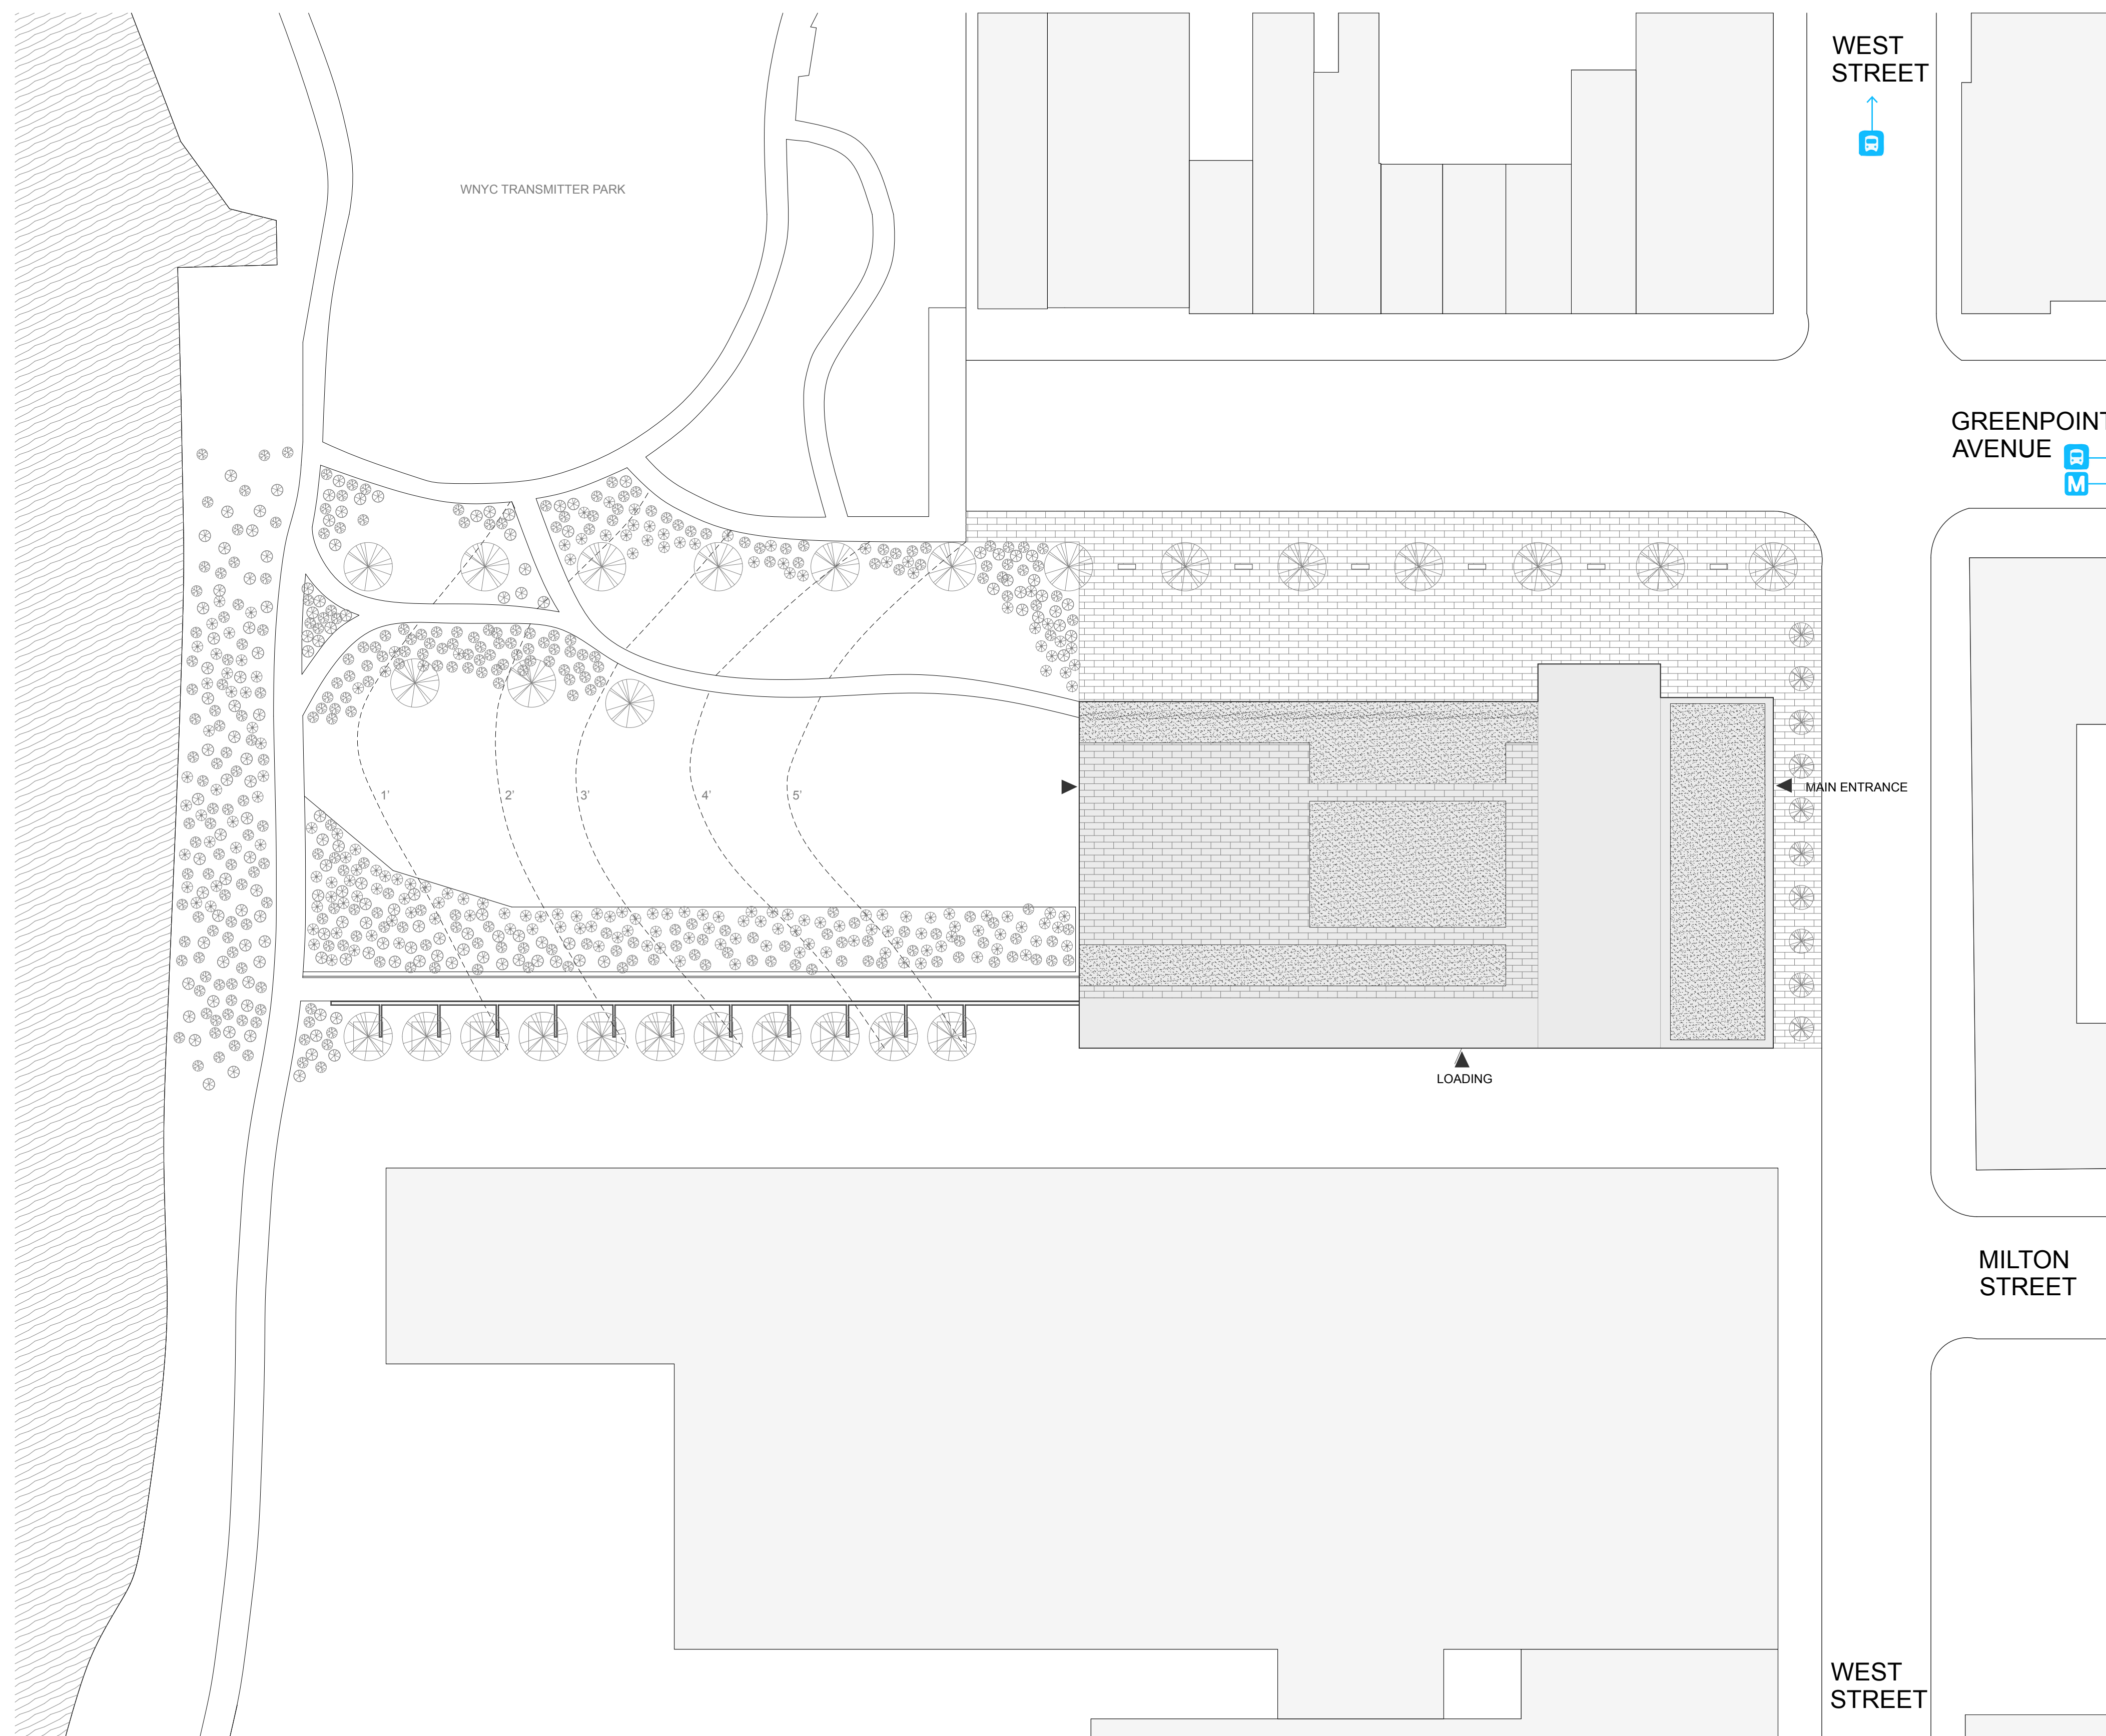 WEST
STREET
WNYC TRANSMITTER PARK
GREENPOINT
AVENUE
M
1'
2'
3'
4'
5'
MAIN ENTRANCE
LOADING
MILTON
STREET
WEST
STREET